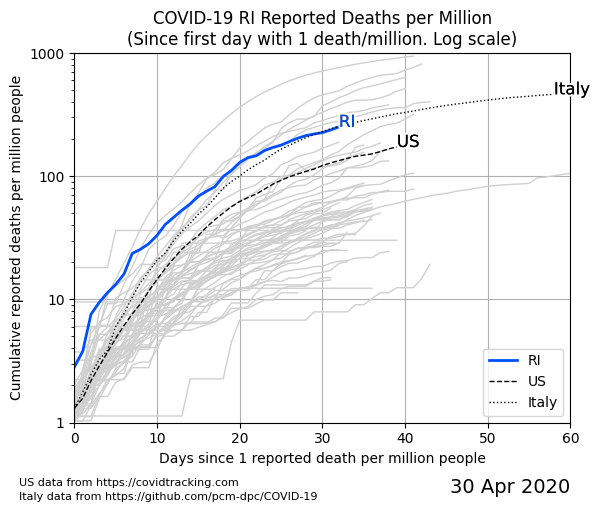 COVID-19 RI Reported Deaths per Million
(Since first day with 1 death/million. Log scale)
Cumulative reported deaths per million people
1000
100
10
1
Italy
RI
US
RI
US
Italy
0 10 20 30 40 50 60
Days since 1 reported death per million people
US data from https://covidtracking.com
Italy data from https://github.com/pcm-dpc/COVID-19
30 Apr 2020